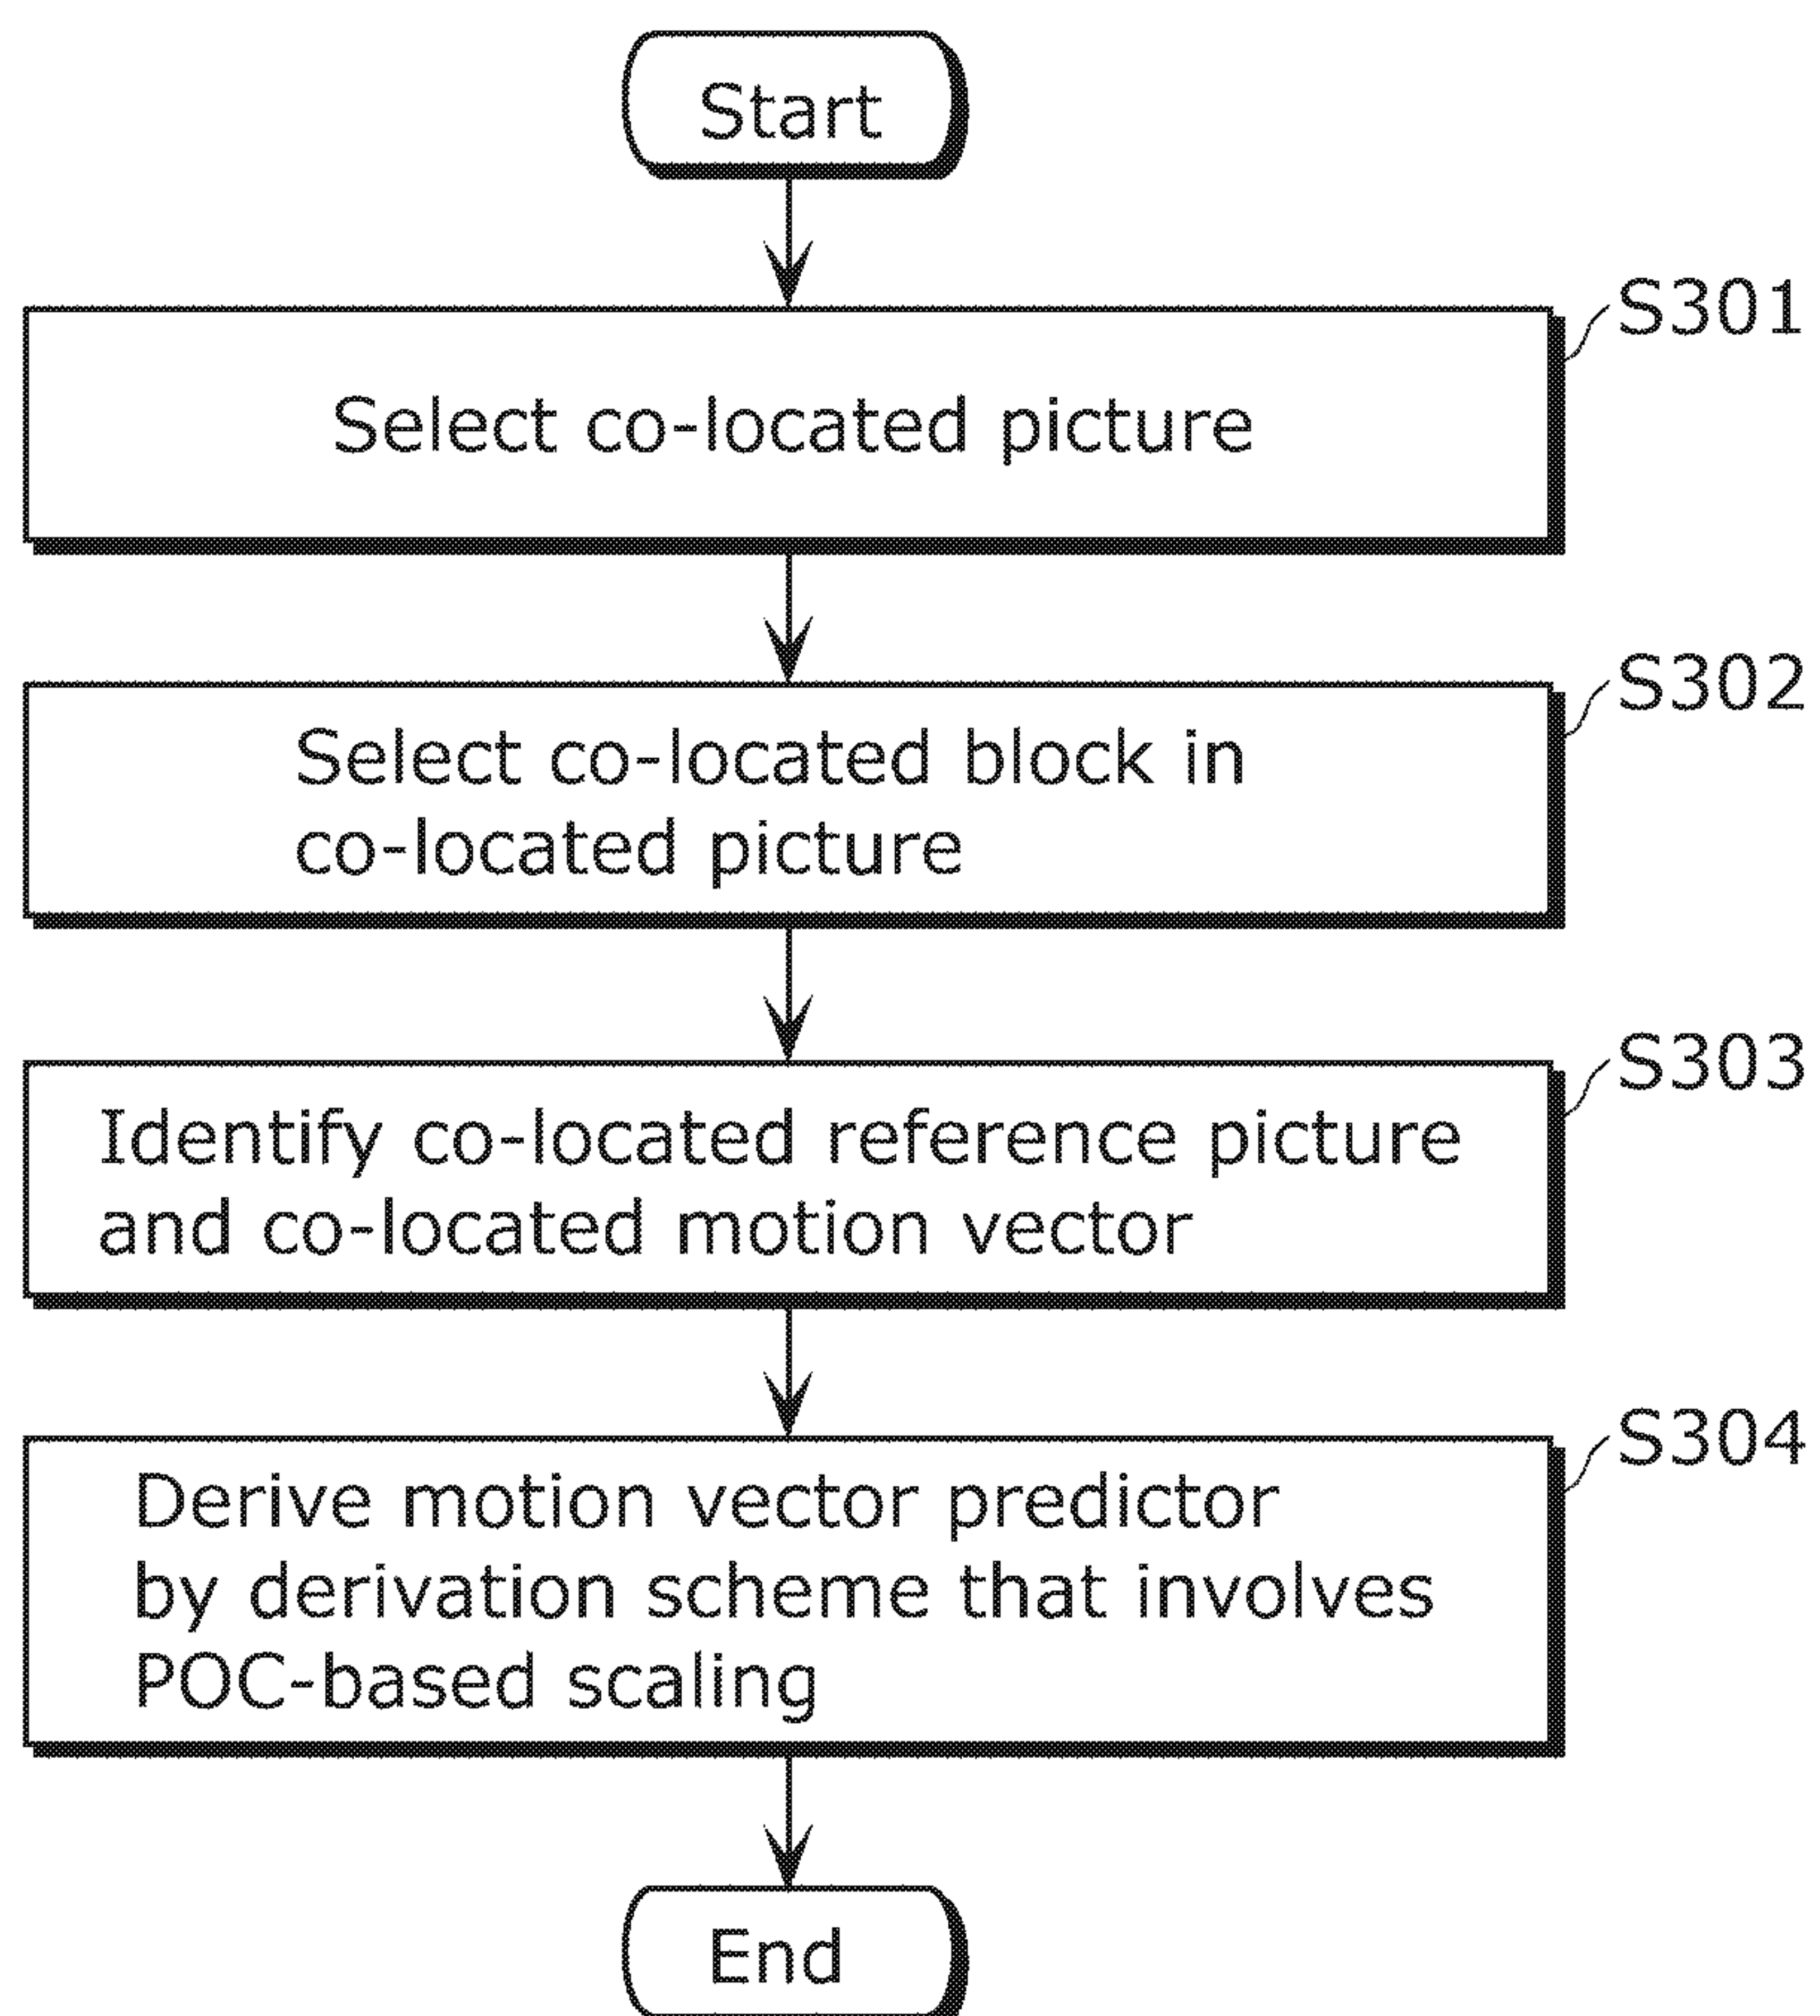 Start
S301
Select co-located picture
S302
Select co-located block in
co-located picture
S303
Identify co-located reference picture
and co-located motion vector
S304
Derive motion vector predictor
by derivation scheme that involves
POC-based scaling
End